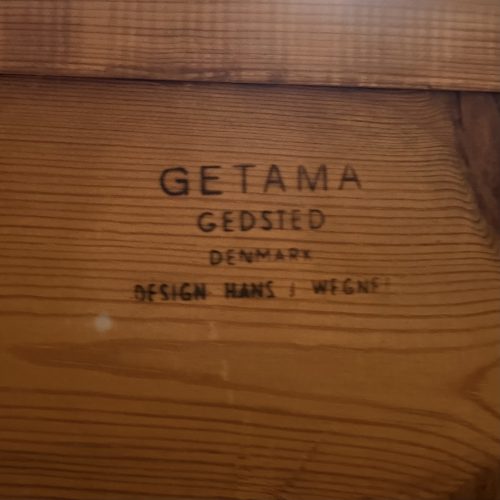 GETAMA
GEDSTED
DENMARK
DESIGN HANS J WEGNER